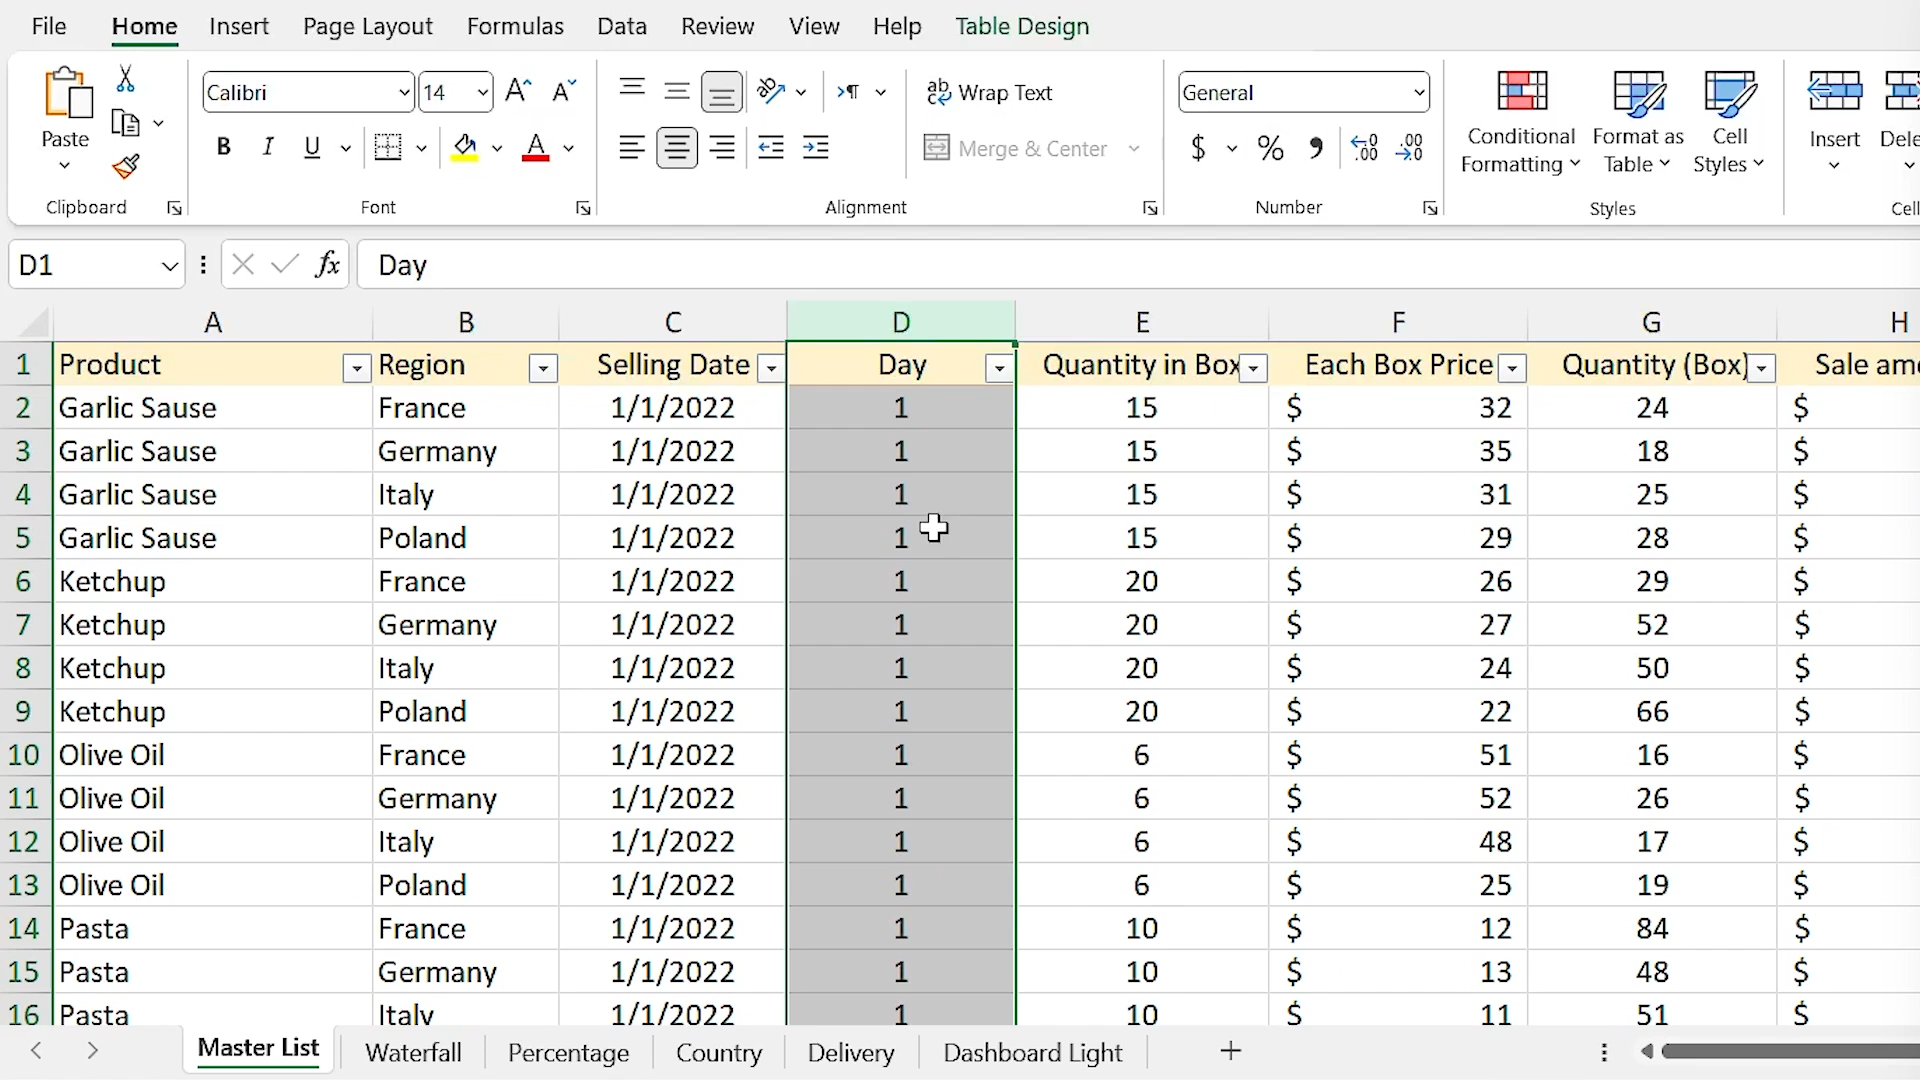 File Home Insert Page Layout Formulas Data Review View Help Table Design
Calibri 14 Wrap Text General
Paste B I U Merge & Center $ % , Conditional Formatting Format as Table Cell Styles Insert
Clipboard Font Alignment Number Styles
D1 fx Day
A B C D E F G H
1 Product Region Selling Date Day Quantity in Box Each Box Price Quantity (Box) Sale
2 Garlic Sause France 1/1/2022 1 15 $ 32 24 $
3 Garlic Sause Germany 1/1/2022 1 15 $ 35 18 $
4 Garlic Sause Italy 1/1/2022 1 15 $ 31 25 $
5 Garlic Sause Poland 1/1/2022 1 15 $ 29 28 $
6 Ketchup France 1/1/2022 1 20 $ 26 29 $
7 Ketchup Germany 1/1/2022 1 20 $ 27 52 $
8 Ketchup Italy 1/1/2022 1 20 $ 24 50 $
9 Ketchup Poland 1/1/2022 1 20 $ 22 66 $
10 Olive Oil France 1/1/2022 1 6 $ 51 16 $
11 Olive Oil Germany 1/1/2022 1 6 $ 52 26 $
12 Olive Oil Italy 1/1/2022 1 6 $ 48 17 $
13 Olive Oil Poland 1/1/2022 1 6 $ 25 19 $
14 Pasta France 1/1/2022 1 10 $ 12 84 $
15 Pasta Germany 1/1/2022 1 10 $ 13 48 $
16 Pasta Italy 1/1/2022 1 10 $ 11 51 $
Master List Waterfall Percentage Country Delivery Dashboard Light